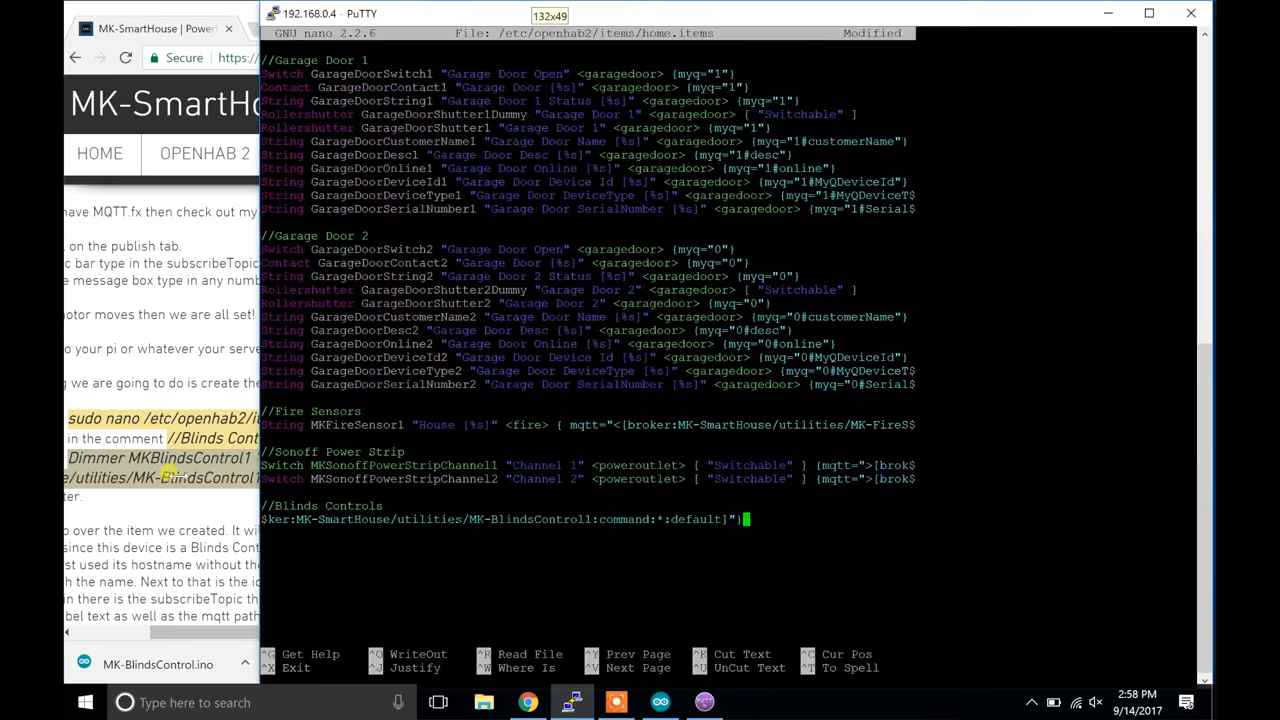 192.168.0.4 - PuTTY
132x49
MK-SmartHouse | Power
Secure
https:/
MK-SmartHo
HOME
OPENHAB 2
have MQTT.fx then check out my
on the publish tab.
c bar type in the subscribeTopic
e message box type in any numb
otor moves then we are all set!
o your pi or whatever your serve
g we are going to do is create the
sudo nano /etc/openhab2/it
in the comment //Blinds Cont
Dimmer MKBlindsControl1
e/utilities/MK-BlindsControl1
ter.
o over the item we created. It wil
since this device is a Blinds Cont
st used its hostname without the
h the name. Next to that is the ic
in there is the subscribeTopic th
bel text as well as the mqtt path
MK-BlindsControl.ino
GNU nano 2.2.6 File: /etc/openhab2/items/home.items Modified
//Garage Door 1
Switch GarageDoorSwitch1 "Garage Door Open" <garagedoor> {myq="1"}
Contact GarageDoorContact1 "Garage Door [%s]" <garagedoor> {myq="1"}
String GarageDoorString1 "Garage Door 1 Status [%s]" <garagedoor> {myq="1"}
Rollershutter GarageDoorShutter1Dummy "Garage Door 1" <garagedoor> [ "Switchable" ]
Rollershutter GarageDoorShutter1 "Garage Door 1" <garagedoor> {myq="1"}
String GarageDoorCustomerName1 "Garage Door Name [%s]" <garagedoor> {myq="1#customerName"}
String GarageDoorDesc1 "Garage Door Desc [%s]" <garagedoor> {myq="1#desc"}
String GarageDoorOnline1 "Garage Door Online [%s]" <garagedoor> {myq="1#online"}
String GarageDoorDeviceId1 "Garage Door Device Id [%s]" <garagedoor> {myq="1#MyQDeviceId"}
String GarageDoorDeviceType1 "Garage Door DeviceType [%s]" <garagedoor> {myq="1#MyQDeviceT$
String GarageDoorSerialNumber1 "Garage Door SerialNumber [%s]" <garagedoor> {myq="1#Serial$
//Garage Door 2
Switch GarageDoorSwitch2 "Garage Door Open" <garagedoor> {myq="0"}
Contact GarageDoorContact2 "Garage Door [%s]" <garagedoor> {myq="0"}
String GarageDoorString2 "Garage Door 2 Status [%s]" <garagedoor> {myq="0"}
Rollershutter GarageDoorShutter2Dummy "Garage Door 2" <garagedoor> [ "Switchable" ]
Rollershutter GarageDoorShutter2 "Garage Door 2" <garagedoor> {myq="0"}
String GarageDoorCustomerName2 "Garage Door Name [%s]" <garagedoor> {myq="0#customerName"}
String GarageDoorDesc2 "Garage Door Desc [%s]" <garagedoor> {myq="0#desc"}
String GarageDoorOnline2 "Garage Door Online [%s]" <garagedoor> {myq="0#online"}
String GarageDoorDeviceId2 "Garage Door Device Id [%s]" <garagedoor> {myq="0#MyQDeviceId"}
String GarageDoorDeviceType2 "Garage Door DeviceType [%s]" <garagedoor> {myq="0#MyQDeviceT$
String GarageDoorSerialNumber2 "Garage Door SerialNumber [%s]" <garagedoor> {myq="0#Serial$
//Fire Sensors
String MKFireSensor1 "House [%s]" <fire> { mqtt="<[broker:MK-SmartHouse/utilities/MK-FireS$
//Sonoff Power Strip
Switch MKSonoffPowerStripChannel1 "Channel 1" <poweroutlet> [ "Switchable" ] {mqtt=">[brok$
Switch MKSonoffPowerStripChannel2 "Channel 2" <poweroutlet> [ "Switchable" ] {mqtt=">[brok$
//Blinds Controls
$ker:MK-SmartHouse/utilities/MK-BlindsControl1:command:*:default]"}
^G Get Help ^O WriteOut ^R Read File ^Y Prev Page ^K Cut Text ^C Cur Pos
^X Exit ^J Justify ^W Where Is ^V Next Page ^U UnCut Text ^T To Spell
Type here to search
2:58 PM
9/14/2017